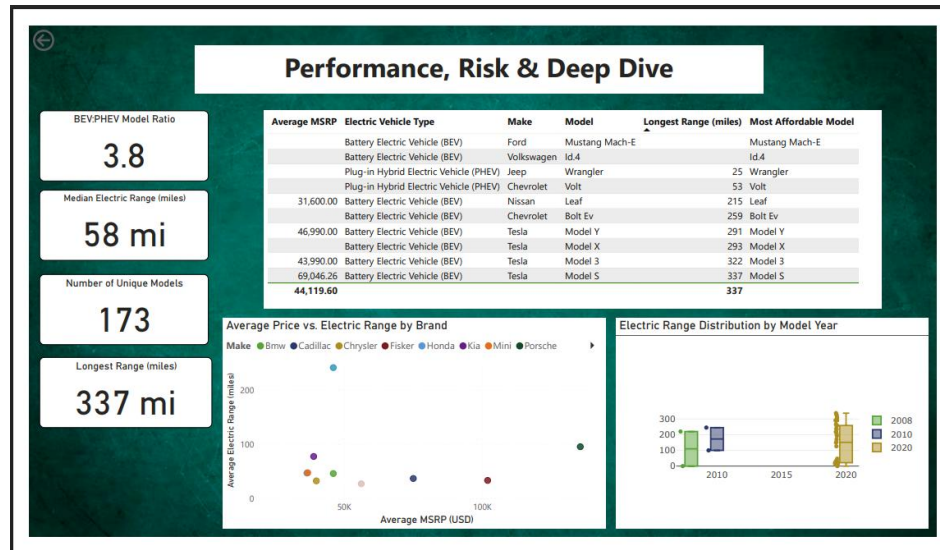 Performance, Risk & Deep Dive
BEV:PHEV Model Ratio
3.8
Median Electric Range (miles)
58 mi
Number of Unique Models
173
Longest Range (miles)
337 mi
Average MSRP Electric Vehicle Type Make Model Longest Range (miles) Most Affordable Model
Battery Electric Vehicle (BEV) Ford Mustang Mach-E Mustang Mach-E
Battery Electric Vehicle (BEV) Volkswagen Id.4 Id.4
Plug-in Hybrid Electric Vehicle (PHEV) Jeep Wrangler 25 Wrangler
Plug-in Hybrid Electric Vehicle (PHEV) Chevrolet Volt 53 Volt
31,600.00 Battery Electric Vehicle (BEV) Nissan Leaf 215 Leaf
Battery Electric Vehicle (BEV) Chevrolet Bolt Ev 259 Bolt Ev
46,990.00 Battery Electric Vehicle (BEV) Tesla Model Y 291 Model Y
Battery Electric Vehicle (BEV) Tesla Model X 293 Model X
43,990.00 Battery Electric Vehicle (BEV) Tesla Model 3 322 Model 3
69,046.26 Battery Electric Vehicle (BEV) Tesla Model S 337 Model S
44,119.60 337
Average Price vs. Electric Range by Brand
Make Bmw Cadillac Chrysler Fisker Honda Kia Mini Porsche
Average Electric Range (miles)
200
100
0
50K 100K
Average MSRP (USD)
Electric Range Distribution by Model Year
300
200
100
0
2010 2015 2020
2008
2010
2020